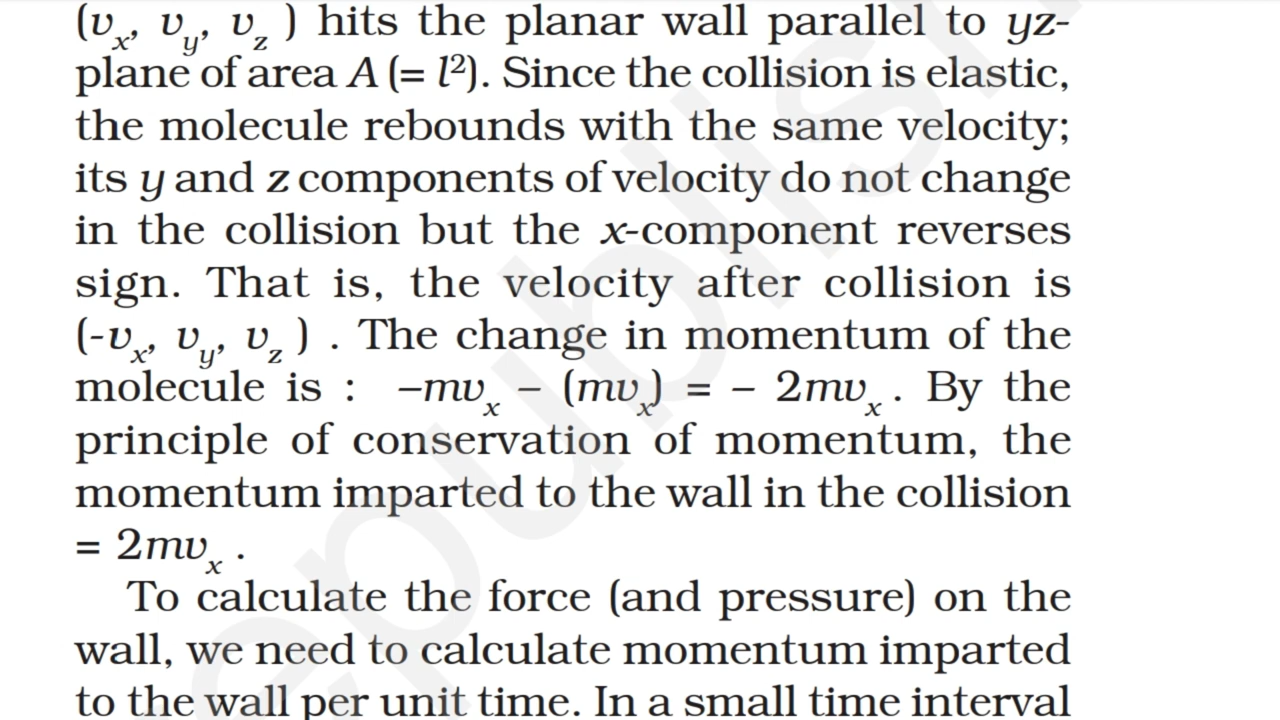 (vx, vy, vz ) hits the planar wall parallel to yz-
plane of area A (= l²). Since the collision is elastic,
the molecule rebounds with the same velocity;
its y and z components of velocity do not change
in the collision but the x-component reverses
sign. That is, the velocity after collision is
(-vx, vy, vz ) . The change in momentum of the
molecule is : –mvx – (mvx) = – 2mvx . By the
principle of conservation of momentum, the
momentum imparted to the wall in the collision
= 2mvx .
To calculate the force (and pressure) on the
wall, we need to calculate momentum imparted
to the wall per unit time. In a small time interval